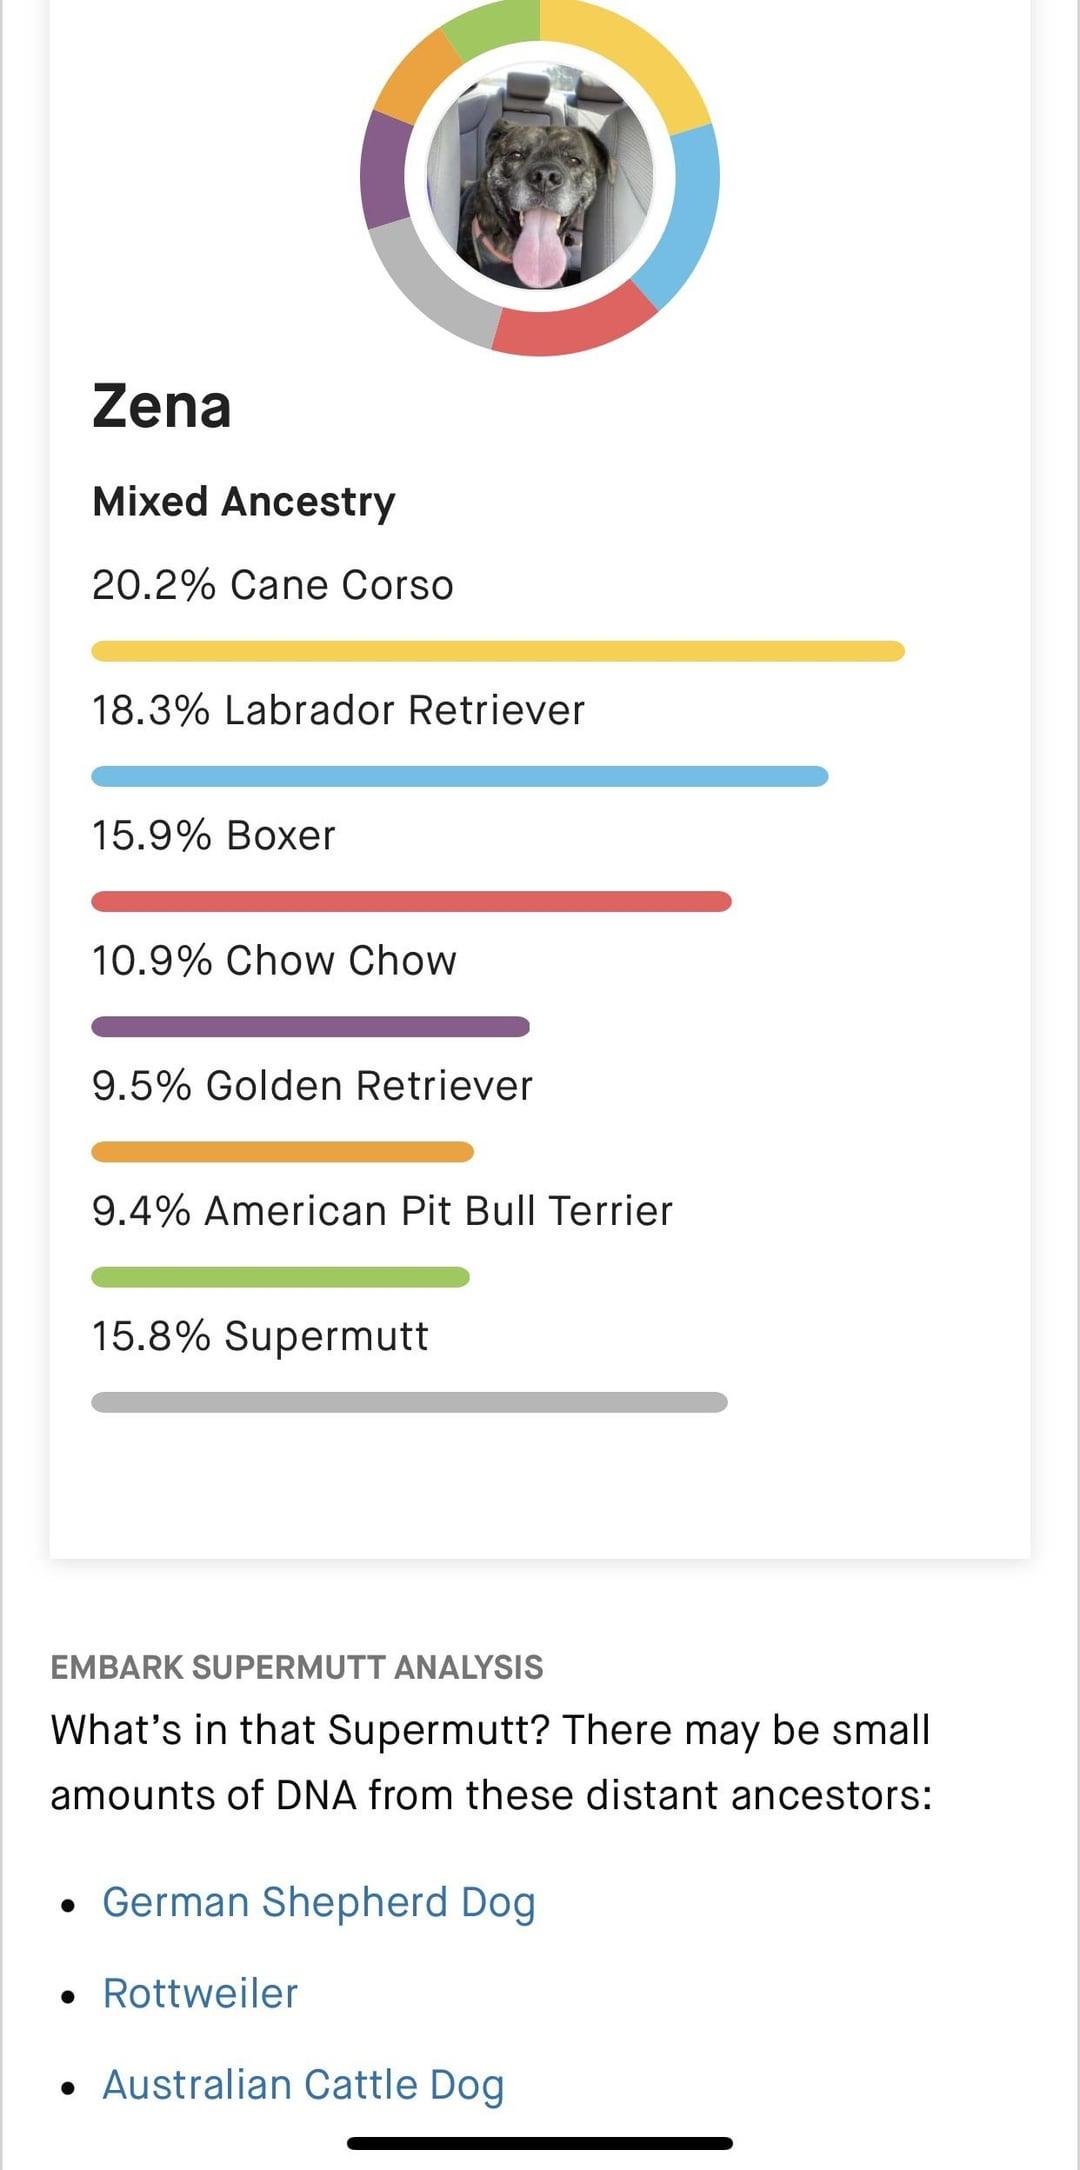 Zena
Mixed Ancestry
20.2% Cane Corso
18.3% Labrador Retriever
15.9% Boxer
10.9% Chow Chow
9.5% Golden Retriever
9.4% American Pit Bull Terrier
15.8% Supermutt
EMBARK SUPERMUTT ANALYSIS
What’s in that Supermutt? There may be small
amounts of DNA from these distant ancestors:
• German Shepherd Dog
• Rottweiler
• Australian Cattle Dog